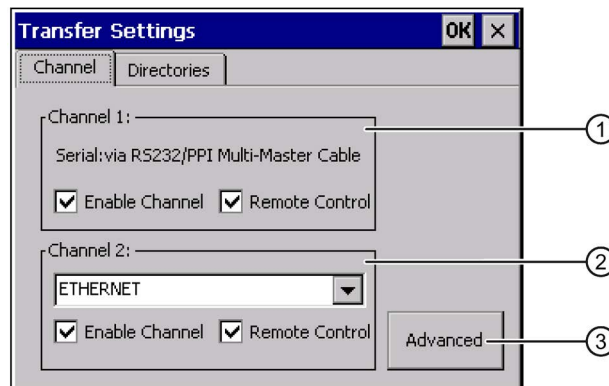 Transfer Settings OK ×
Channel Directories
Channel 1: 1
Serial:via RS232/PPI Multi-Master Cable
Enable Channel Remote Control
Channel 2: 2
ETHERNET
Enable Channel Remote Control
Advanced 3